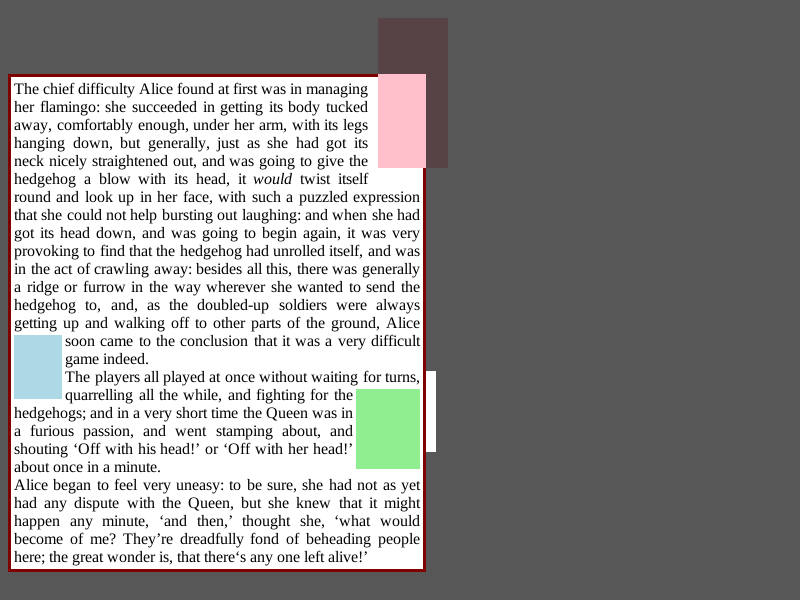 The chief difficulty Alice found at first was in managing
her flamingo: she succeeded in getting its body tucked
away, comfortably enough, under her arm, with its legs
hanging down, but generally, just as she had got its
neck nicely straightened out, and was going to give the
hedgehog a blow with its head, it would twist itself
round and look up in her face, with such a puzzled expression
that she could not help bursting out laughing: and when she had
got its head down, and was going to begin again, it was very
provoking to find that the hedgehog had unrolled itself, and was
in the act of crawling away: besides all this, there was generally
a ridge or furrow in the way wherever she wanted to send the
hedgehog to, and, as the doubled-up soldiers were always
getting up and walking off to other parts of the ground, Alice
soon came to the conclusion that it was a very difficult
game indeed.
The players all played at once without waiting for turns,
quarrelling all the while, and fighting for the
hedgehogs; and in a very short time the Queen was in
a furious passion, and went stamping about, and
shouting ‘Off with his head!’ or ‘Off with her head!’
about once in a minute.
Alice began to feel very uneasy: to be sure, she had not as yet
had any dispute with the Queen, but she knew that it might
happen any minute, ‘and then,’ thought she, ‘what would
become of me? They’re dreadfully fond of beheading people
here; the great wonder is, that there‘s any one left alive!’